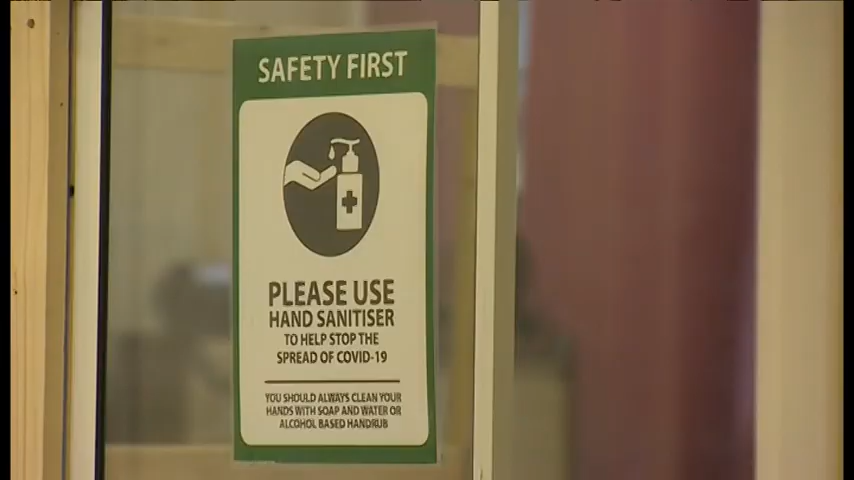 SAFETY FIRST
PLEASE USE
HAND SANITISER
TO HELP STOP THE
SPREAD OF COVID-19
YOU SHOULD ALWAYS CLEAN YOUR
HANDS WITH SOAP AND WATER OR
ALCOHOL BASED HANDRUB